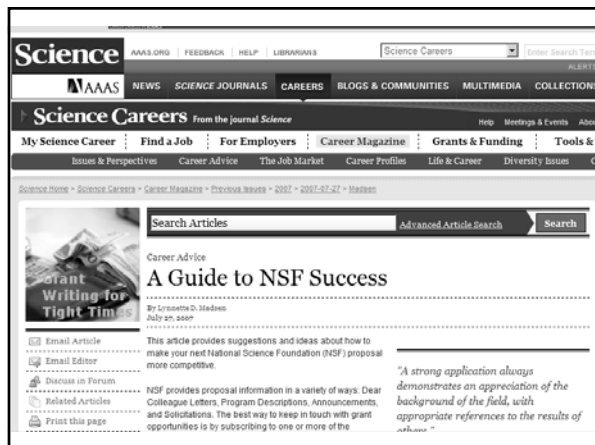 Science
AAAS.ORG | FEEDBACK | HELP | LIBRARIANS
Science Careers
Enter Search Term
ALERTS
AAAS
NEWS SCIENCE JOURNALS CAREERS BLOGS & COMMUNITIES MULTIMEDIA COLLECTIONS
Science Careers From the journal Science
Help Meetings & Events
My Science Career Find a Job For Employers Career Magazine Grants & Funding Tools &
Issues & Perspectives Career Advice The Job Market Career Profiles Life & Career Diversity Issues
Science Home > Science Careers > Career Magazine > Previous Issues > 2007 > 2007-07-27 > Madsen
Search Articles
Advanced Article Search
Search
Grant
Writing for
Tight Times
Career Advice
A Guide to NSF Success
By Lynnette D. Madsen
July 27, 2007
Email Article
Email Editor
Discuss in Forum
Related Articles
Print this page
This article provides suggestions and ideas about how to
make your next National Science Foundation (NSF) proposal
more competitive.
NSF provides proposal information in a variety of ways: Dear
Colleague Letters, Program Descriptions, Announcements,
and Solicitations. The best way to keep in touch with grant
opportunities is by subscribing to one or more of the
"A strong application always
demonstrates an appreciation of the
background of the field, with
appropriate references to the results of
others."